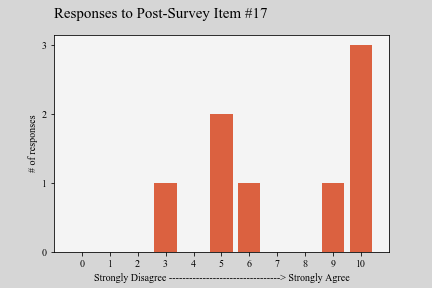 Responses to Post-Survey Item #17
3
2
1
0
# of responses
0 1 2 3 4 5 6 7 8 9 10
Strongly Disagree ---------------------------------> Strongly Agree